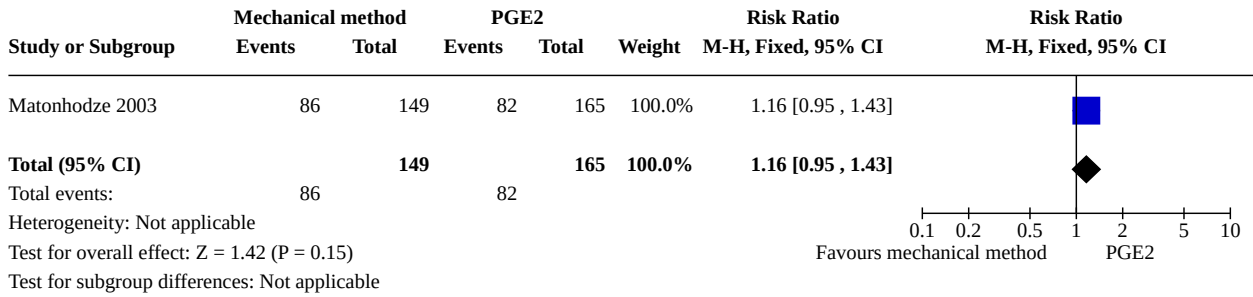 Mechanical method PGE2 Risk Ratio Risk Ratio
Study or Subgroup Events Total Events Total Weight M-H, Fixed, 95% CI M-H, Fixed, 95% CI
Matonhodze 2003 86 149 82 165 100.0% 1.16 [0.95 , 1.43]
Total (95% CI) 149 165 100.0% 1.16 [0.95 , 1.43]
Total events: 86 82
Heterogeneity: Not applicable
0.1 0.2 0.5 1 2 5 10
Test for overall effect: Z = 1.42 (P = 0.15) Favours mechanical method PGE2
Test for subgroup differences: Not applicable